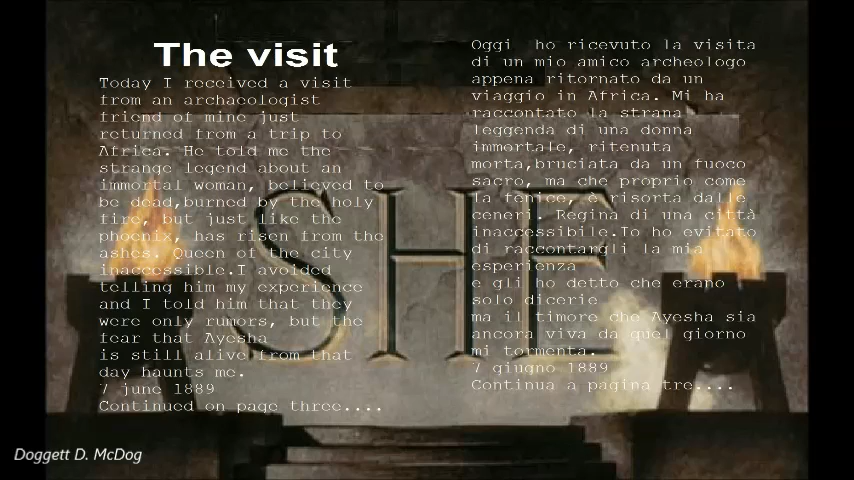 The visit
Today I received a visit
from an archaeologist
friend of mine just
returned from a trip to
Africa. He told me the
strange legend about an
immortal woman, believed to
be dead,burned by the holy
fire, but just like the
phoenix, has risen from the
ashes. Queen of the city
inaccessible.I avoided
telling him my experience
and I told him that they
were only rumors, but the
fear that Ayesha
is still alive from that
day haunts me.
7 june 1889
Continued on page three....
Oggi ho ricevuto la visita
di un mio amico archeologo
appena ritornato da un
viaggio in Africa. Mi ha
raccontato la strana
leggenda di una donna
immortale, ritenuta
morta,bruciata da un fuoco
sacro, ma che proprio come
la fenice, è risorta dalle
ceneri. Regina di una città
inaccessibile.Io ho evitato
di raccontargli la mia
esperienza
e gli ho detto che erano
solo dicerie
ma il timore che Ayesha sia
ancora viva da quel giorno
mi tormenta.
7 giugno 1889
Continua a pagina tre....
SHE
Doggett D. McDog